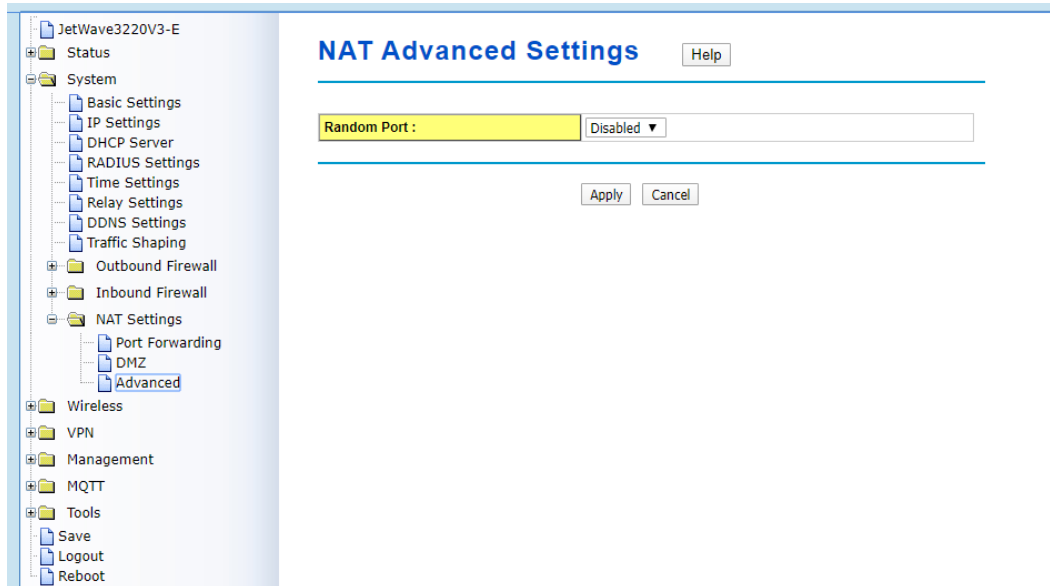 JetWave3220V3-E
Status
System
Basic Settings
IP Settings
DHCP Server
RADIUS Settings
Time Settings
Relay Settings
DDNS Settings
Traffic Shaping
Outbound Firewall
Inbound Firewall
NAT Settings
Port Forwarding
DMZ
Advanced
Wireless
VPN
Management
MQTT
Tools
Save
Logout
Reboot
NAT Advanced Settings Help
Random Port : Disabled ▼
Apply Cancel